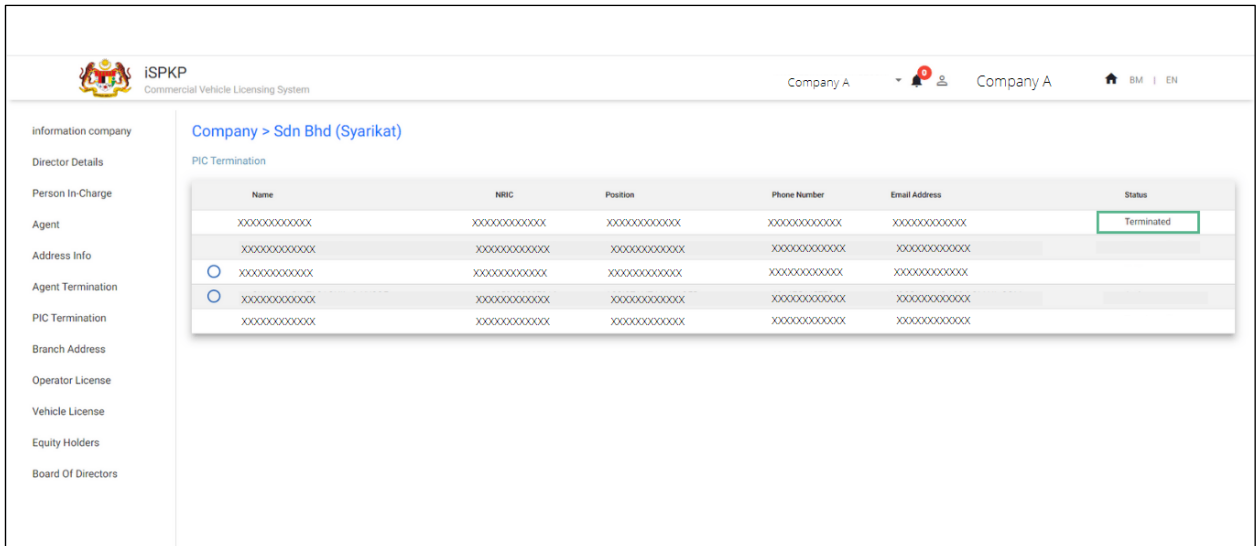 iSPKP
Commercial Vehicle Licensing System
Company A 0 Company A BM | EN
information company
Director Details
Person In-Charge
Agent
Address Info
Agent Termination
PIC Termination
Branch Address
Operator License
Vehicle License
Equity Holders
Board Of Directors
Company > Sdn Bhd (Syarikat)
PIC Termination
Name NRIC Position Phone Number Email Address Status
XXXXXXXXXXXX XXXXXXXXXXXX XXXXXXXXXXXX XXXXXXXXXXXX XXXXXXXXXXXX Terminated
XXXXXXXXXXXX XXXXXXXXXXXX XXXXXXXXXXXX XXXXXXXXXXXX XXXXXXXXXXXX
XXXXXXXXXXXX XXXXXXXXXXXX XXXXXXXXXXXX XXXXXXXXXXXX XXXXXXXXXXXX
XXXXXXXXXXXX XXXXXXXXXXXX XXXXXXXXXXXX XXXXXXXXXXXX XXXXXXXXXXXX
XXXXXXXXXXXX XXXXXXXXXXXX XXXXXXXXXXXX XXXXXXXXXXXX XXXXXXXXXXXX